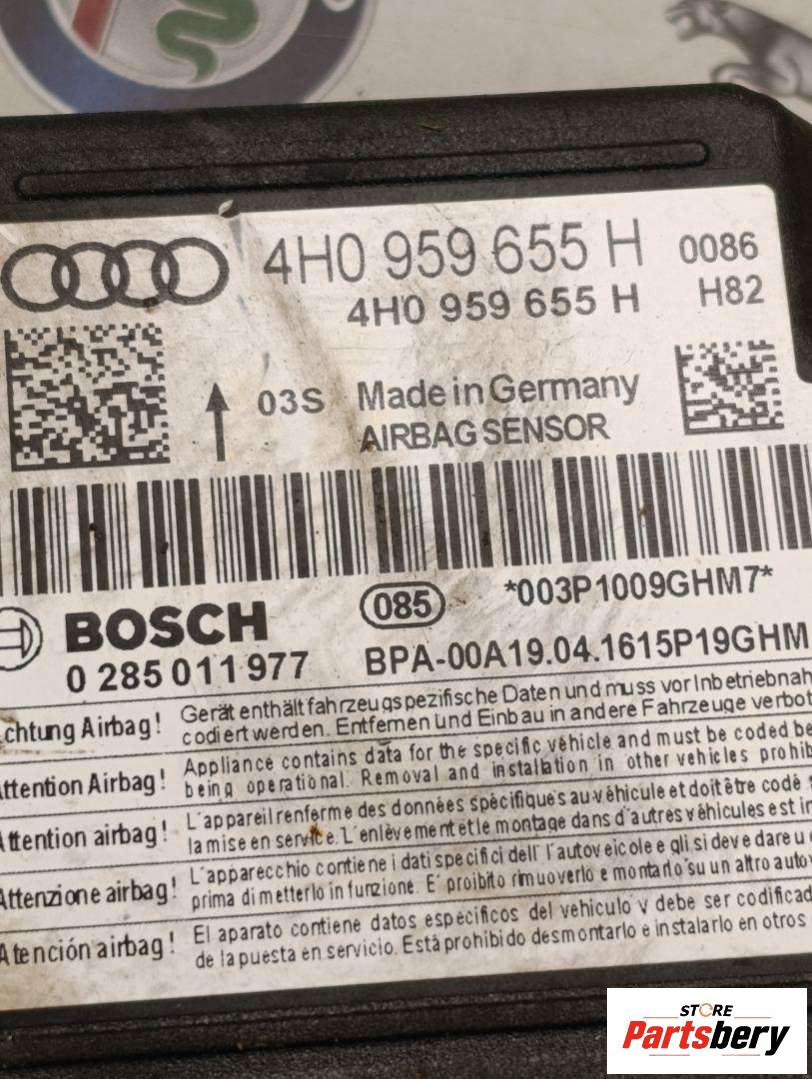 4H0 959 655 H 0086
4H0 959 655 H H82
03S Made in Germany
AIRBAG SENSOR
085 *003P1009GHM7*
BOSCH
0 285 011 977 BPA-00A19.04.1615P19GHM
chtung Airbag! Gerät enthält fahrzeugspezifische Daten und muss vor Inbetriebnah
codiert werden. Entfernen und Einbau in andere Fahrzeuge verbot
ttention Airbag! Appliance contains data for the specific vehicle and must be coded be
being operational. Removal and installation in other vehicles prohib
ttention airbag! L'appareil renferme des données spécifiques au véhicule et doit être codé
la mise en service. L'enlèvement et le montage dans d'autres véhicules est in
Attenzione airbag! L'apparecchio contiene i dati specifici dell' l'autoveicolo e gli si deve dare u
prima di metterlo in funzione. E' proibito rimuoverlo e montarlo su un altro auto
Atención airbag! El aparato contiene datos específicos del vehículo y debe ser codificad
de la puesta en servicio. Está prohibido desmontarlo e instalarlo en otros
STORE
Partsbery